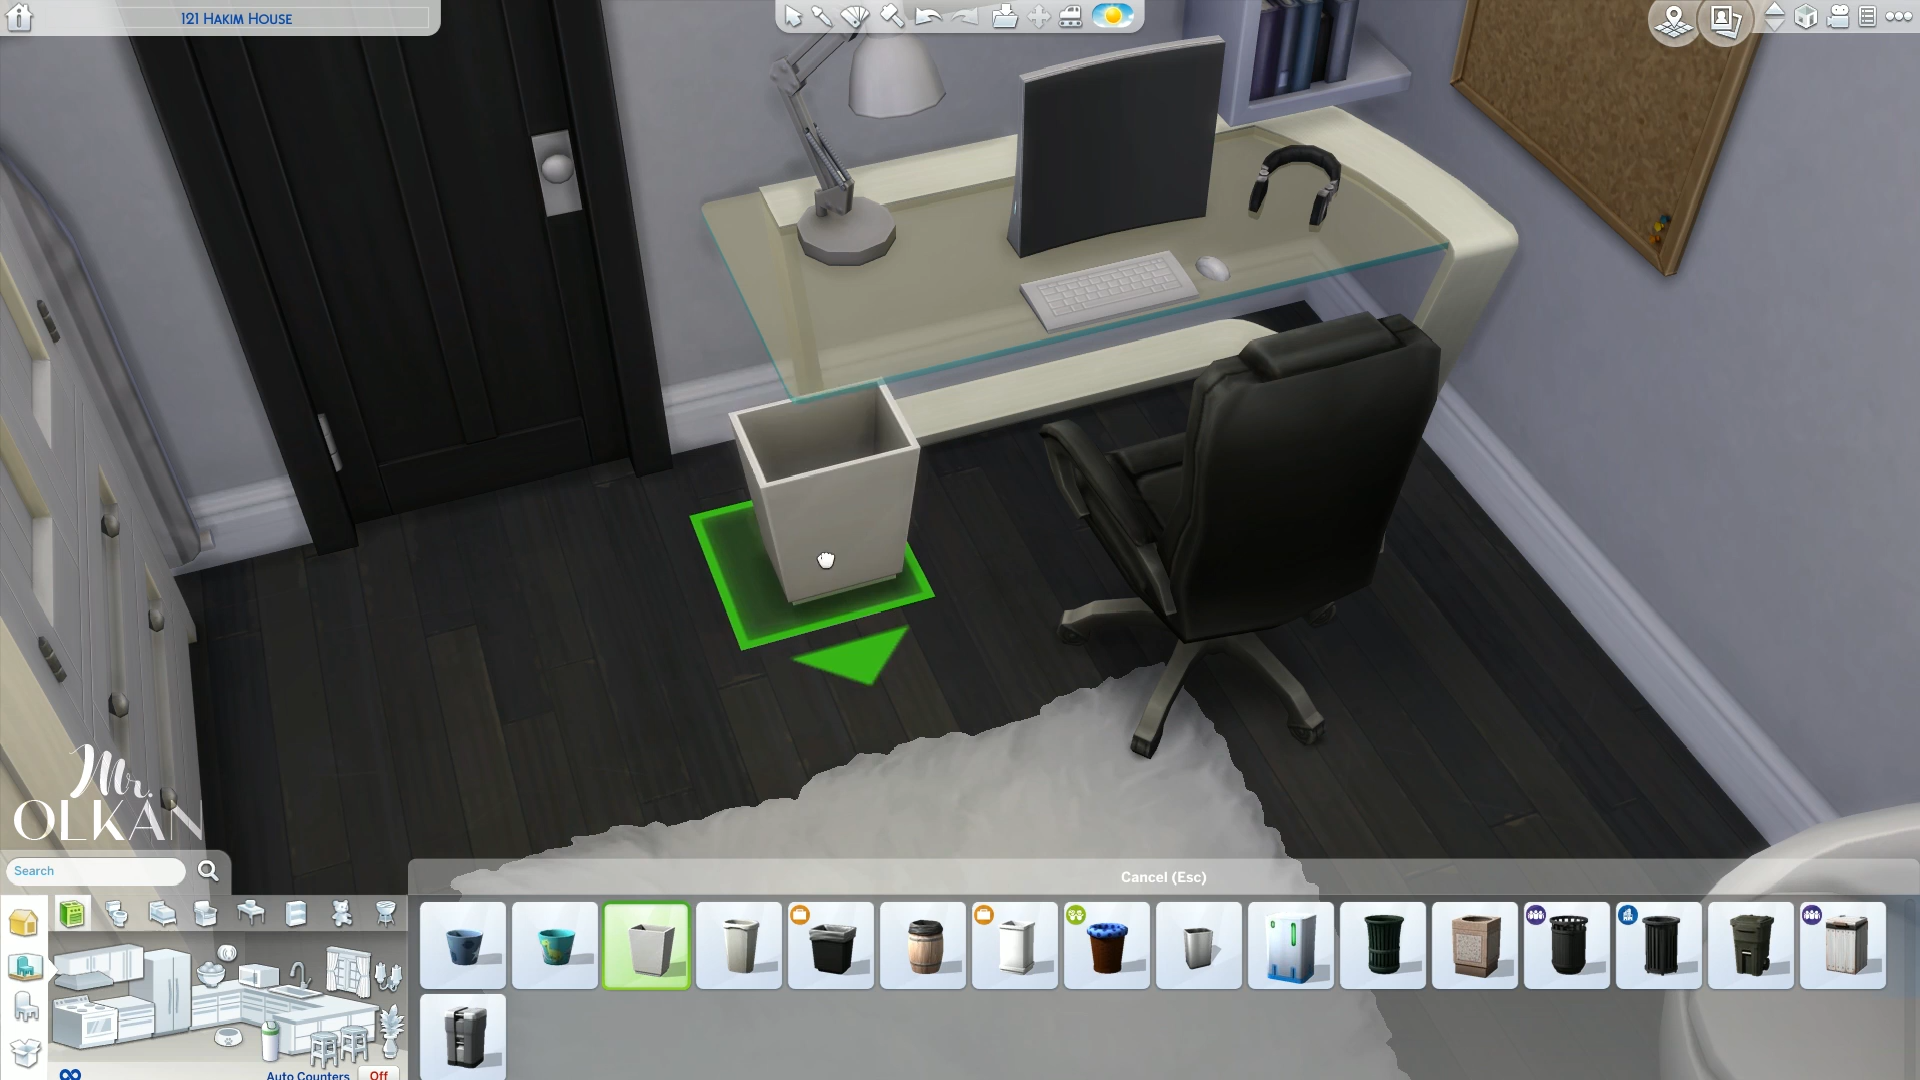 121 Hakim House
Mr.
OLKAN
Search
Cancel (Esc)
Auto Counters
Off